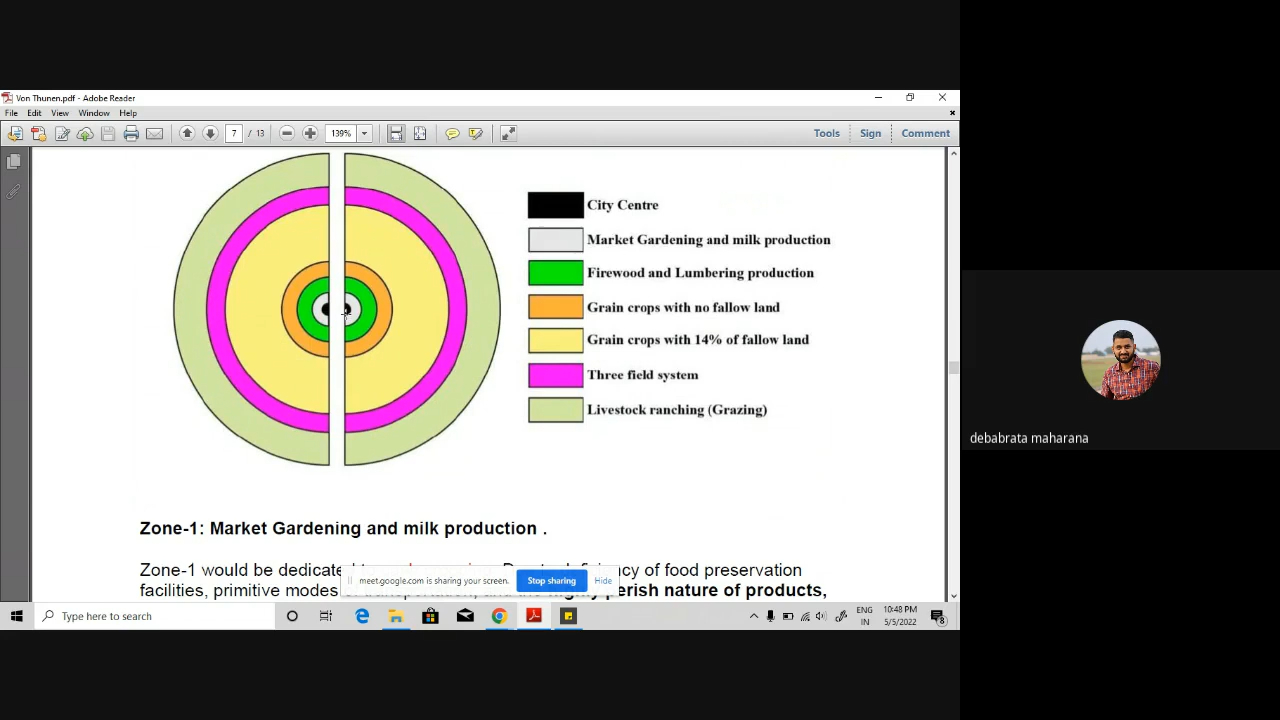 Von Thunen.pdf - Adobe Reader
File Edit View Window Help
7 / 13 139% Tools Sign Comment
City Centre
Market Gardening and milk production
Firewood and Lumbering production
Grain crops with no fallow land
Grain crops with 14% of fallow land
Three field system
Livestock ranching (Grazing)
debabrata maharana
Zone-1: Market Gardening and milk production .
Zone-1 would be dedicated of food preservation
meet.google.com is sharing your screen. Stop sharing Hide
facilities, primitive modes perish nature of products,
Type here to search
ENG
IN
10:48 PM
5/5/2022
8